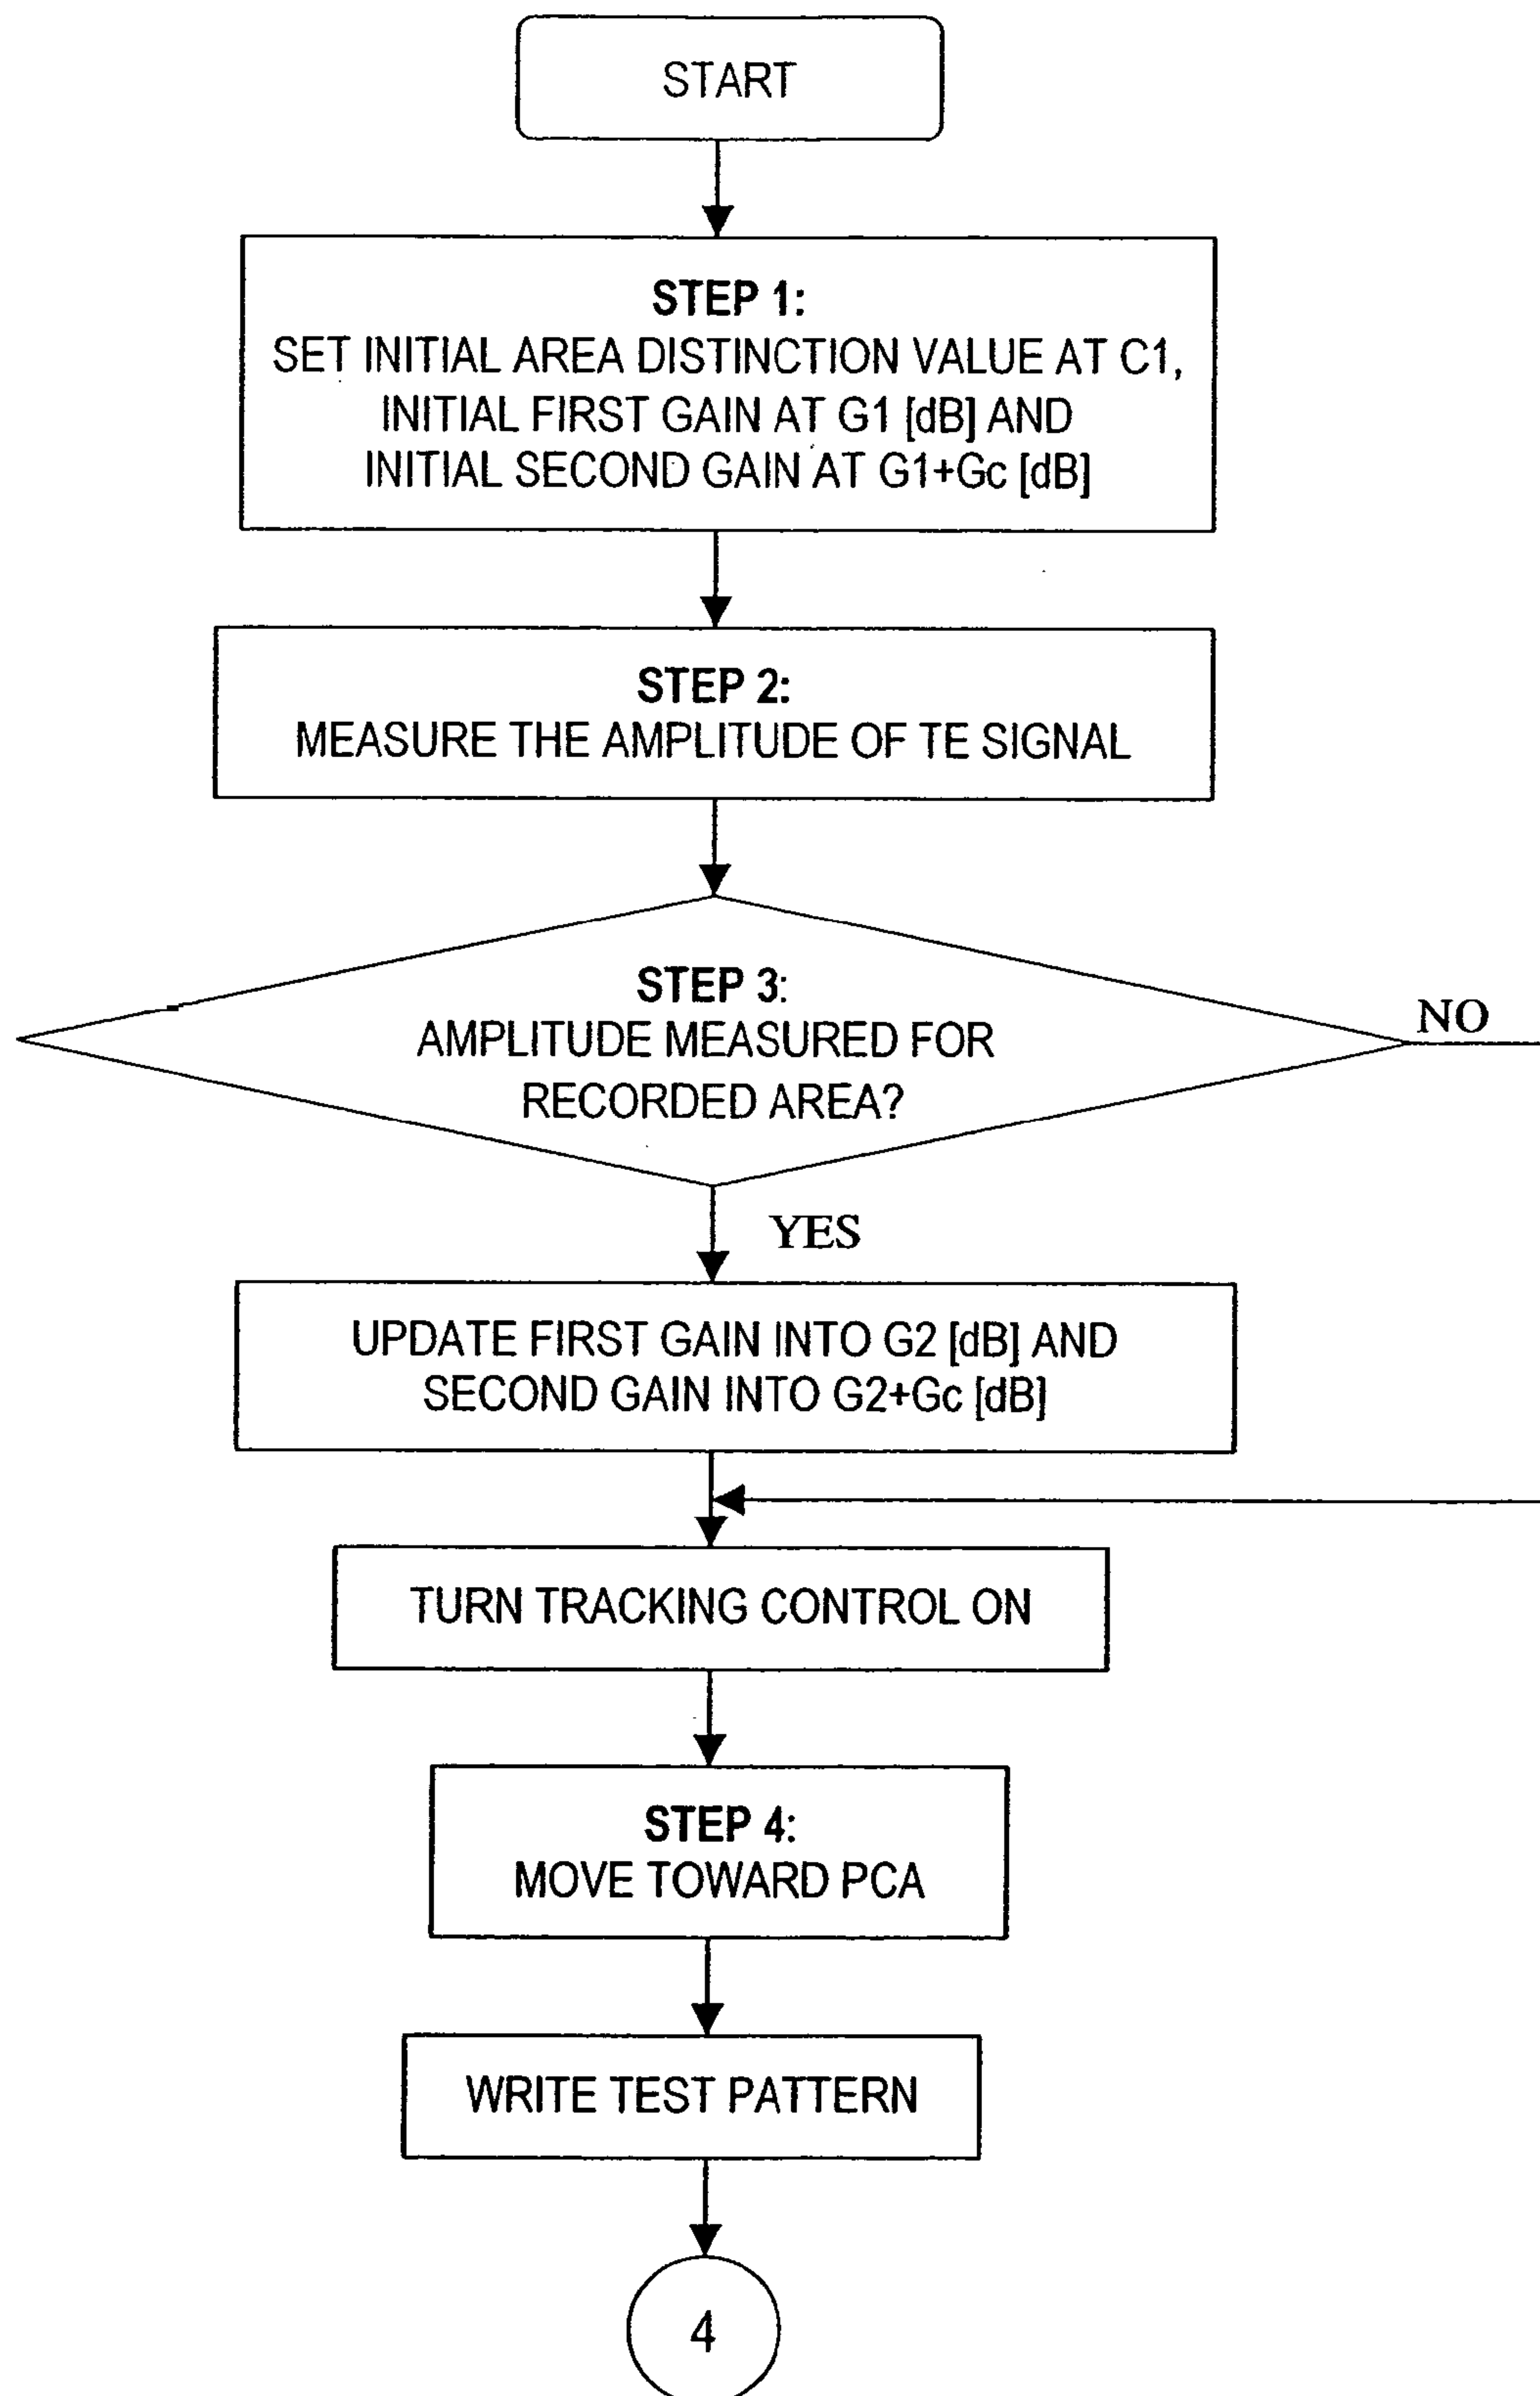 START
STEP 1:
SET INITIAL AREA DISTINCTION VALUE AT C1,
INITIAL FIRST GAIN AT G1 [dB] AND
INITIAL SECOND GAIN AT G1+Gc [dB]
STEP 2:
MEASURE THE AMPLITUDE OF TE SIGNAL
STEP 3:
AMPLITUDE MEASURED FOR
RECORDED AREA?
NO
YES
UPDATE FIRST GAIN INTO G2 [dB] AND
SECOND GAIN INTO G2+Gc [dB]
TURN TRACKING CONTROL ON
STEP 4:
MOVE TOWARD PCA
WRITE TEST PATTERN
4